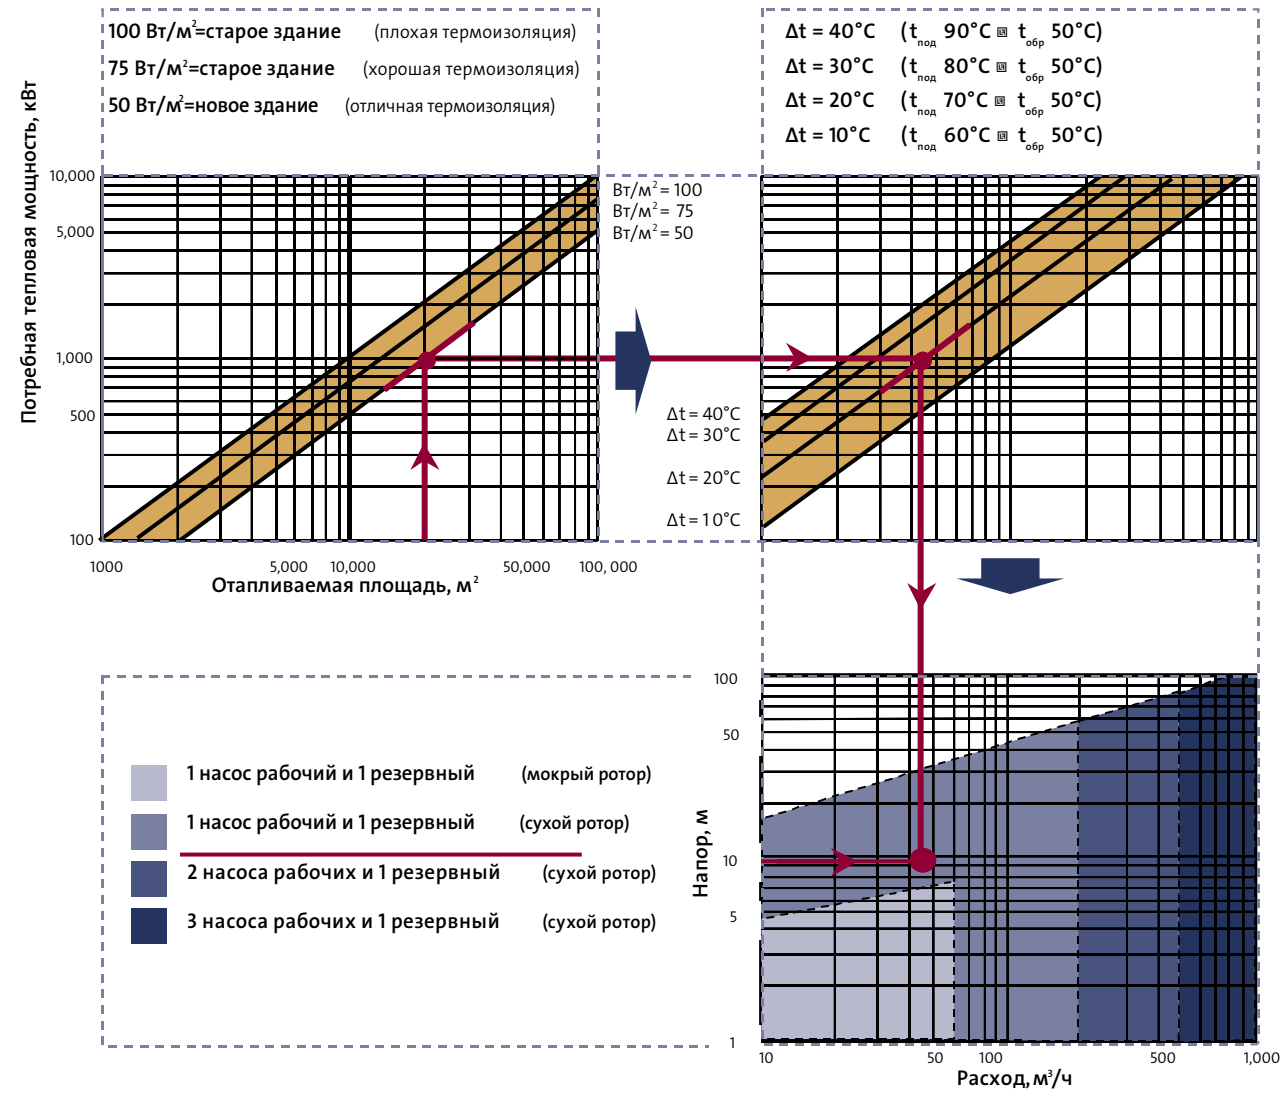 100 Вт/м²=старое здание (плохая термоизоляция)
75 Вт/м²=старое здание (хорошая термоизоляция)
50 Вт/м²=новое здание (отличная термоизоляция)
Δt = 40°C (tпод 90°C tобр 50°C)
Δt = 30°C (tпод 80°C tобр 50°C)
Δt = 20°C (tпод 70°C tобр 50°C)
Δt = 10°C (tпод 60°C tобр 50°C)
Потребная тепловая мощность, кВт
10,000
5,000
1,000
500
100
Вт/м² = 100
Вт/м² = 75
Вт/м² = 50
Δt = 40°C
Δt = 30°C
Δt = 20°C
Δt = 10°C
1000 5,000 10,000 50,000 100, 000
Отапливаемая площадь, м²
1 насос рабочий и 1 резервный (мокрый ротор)
1 насос рабочий и 1 резервный (сухой ротор)
2 насоса рабочих и 1 резервный (сухой ротор)
3 насоса рабочих и 1 резервный (сухой ротор)
Напор, м
100
50
10
5
1
10 50 100 500 1,000
Расход, м³/ч